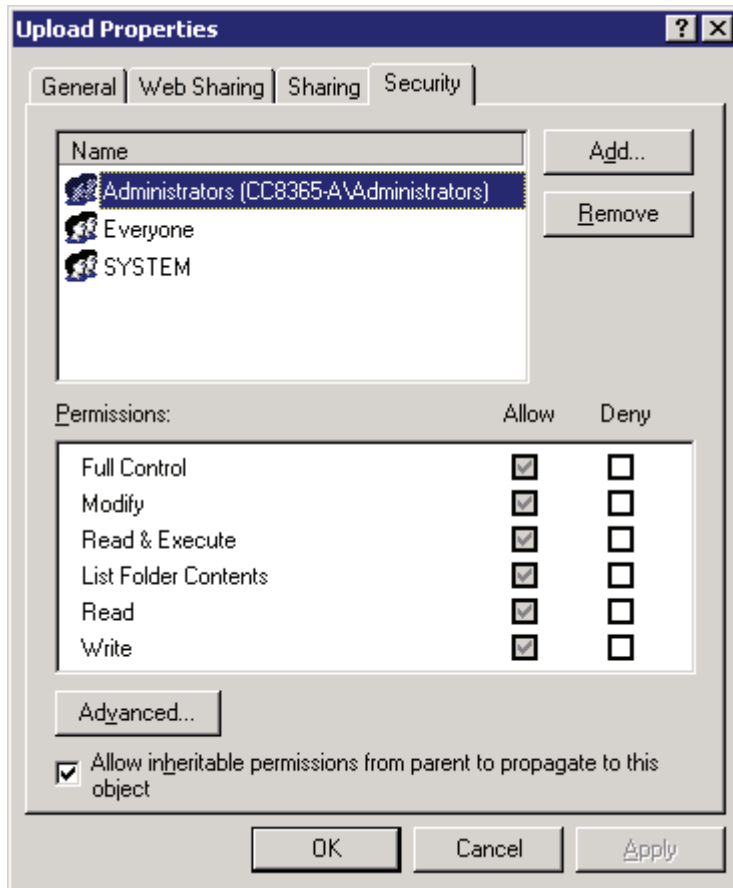 Upload Properties
General Web Sharing Sharing Security
Name
Add...
Administrators (CC8365-A\Administrators)
Remove
Everyone
SYSTEM
Permissions: Allow Deny
Full Control
Modify
Read & Execute
List Folder Contents
Read
Write
Advanced...
Allow inheritable permissions from parent to propagate to this
object
OK Cancel Apply